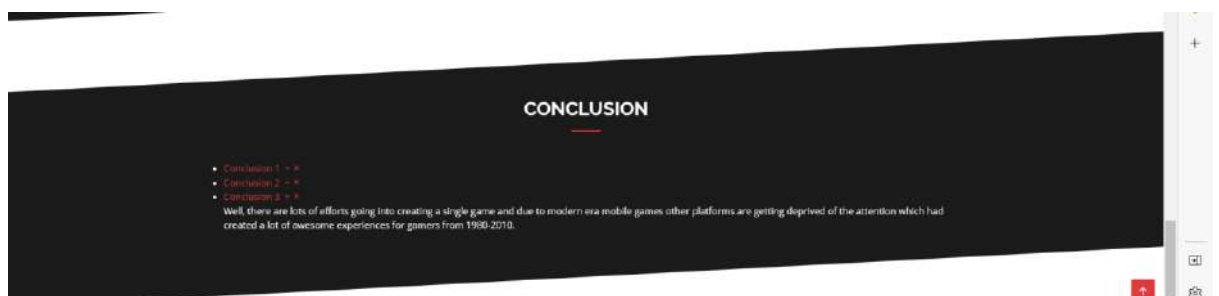 CONCLUSION
Conclusion 1
Conclusion 2
Conclusion 3
Well, there are lots of efforts going into creating a single game and due to modern era mobile games other platforms are getting deprived of the attention which had
created a lot of awesome experiences for gamers from 1980-2010.